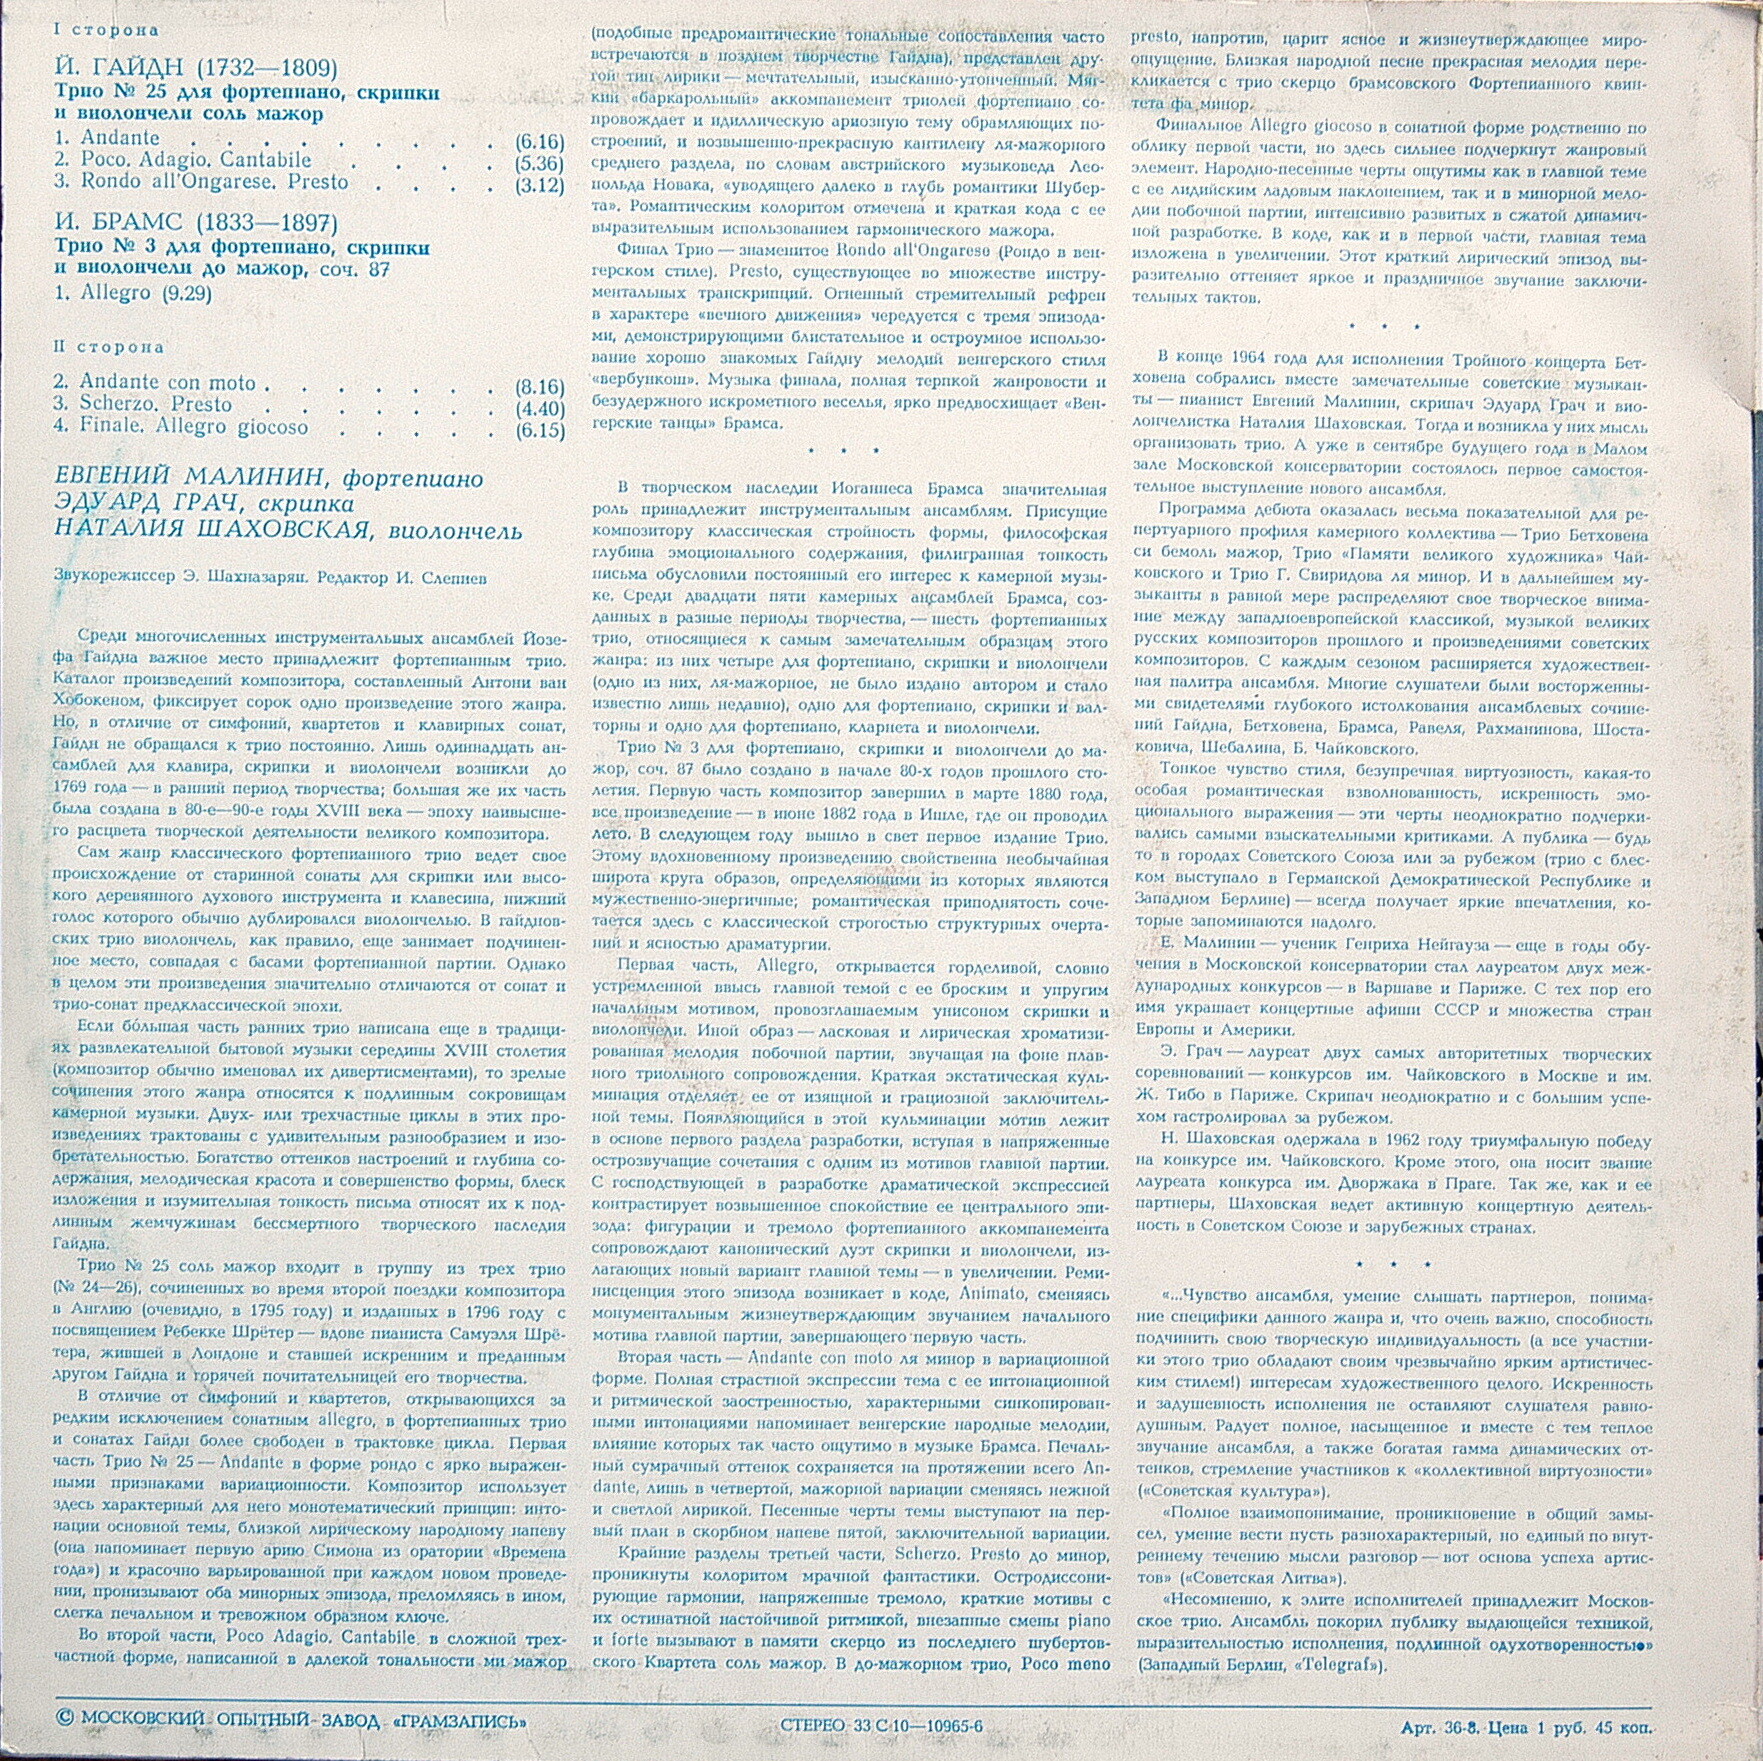 I сторона
Й. ГАЙДН (1732—1809)
Трио № 25 для фортепиано, скрипки
и виолончели соль мажор
1. Andante . . . . . . . . . (6.16)
2. Poco. Adagio. Cantabile . . . . (5.36)
3. Rondo all'Ongarese. Presto . . . . (3.12)
И. БРАМС (1833—1897)
Трио № 3 для фортепиано, скрипки
и виолончели до мажор, соч. 87
1. Allegro (9.29)
II сторона
2. Andante con moto . . . . . . . (8.16)
3. Scherzo. Presto . . . . . . . (4.40)
4. Finale. Allegro giocoso . . . . . (6.15)
ЕВГЕНИЙ МАЛИНИН, фортепиано
ЭДУАРД ГРАЧ, скрипка
НАТАЛИЯ ШАХОВСКАЯ, виолончель
Звукорежиссер Э. Шахназарян. Редактор И. Слепнев
Среди многочисленных инструментальных ансамблей Йозе-
фа Гайдна важное место принадлежит фортепианным трио.
Каталог произведений композитора, составленный Антони ван
Хобокеном, фиксирует сорок одно произведение этого жанра.
Но, в отличие от симфоний, квартетов и клавирных сонат,
Гайдн не обращался к трио постоянно. Лишь одиннадцать ан-
самблей для клавира, скрипки и виолончели возникли до
1769 года — в ранний период творчества; большая же их часть
была создана в 80-е—90-е годы XVIII века — эпоху наивысше-
го расцвета творческой деятельности великого композитора.
Сам жанр классического фортепианного трио ведет свое
происхождение от старинной сонаты для скрипки или высо-
кого деревянного духового инструмента и клавесина, нижний
голос которого обычно дублировался виолончелью. В гайднов-
ских трио виолончель, как правило, еще занимает подчинен-
ное место, совпадая с басами фортепианной партии. Однако
в целом эти произведения значительно отличаются от сонат и
трио-сонат предклассической эпохи.
Если бо́льшая часть ранних трио написана еще в традици-
ях развлекательной бытовой музыки середины XVIII столетия
(композитор обычно именовал их дивертисментами), то зрелые
сочинения этого жанра относятся к подлинным сокровищам
камерной музыки. Двух- или трехчастные циклы в этих про-
изведениях трактованы с удивительным разнообразием и изо-
бретательностью. Богатство оттенков настроений и глубина со-
держания, мелодическая красота и совершенство формы, блеск
изложения и изумительная тонкость письма относят их к под-
линным жемчужинам бессмертного творческого наследия
Гайдна.
Трио № 25 соль мажор входит в группу из трех трио
(№ 24—26), сочиненных во время второй поездки композитора
в Англию (очевидно, в 1795 году) и изданных в 1796 году с
посвящением Ребекке Шрётер — вдове пианиста Самуэля Шрё-
тера, жившей в Лондоне и ставшей искренним и преданным
другом Гайдна и горячей почитательницей его творчества.
В отличие от симфоний и квартетов, открывающихся за
редким исключением сонатным allegro, в фортепианных трио
и сонатах Гайдн более свободен в трактовке цикла. Первая
часть Трио № 25 — Andante в форме рондо с ярко выражен-
ными признаками вариационности. Композитор использует
здесь характерный для него монотематический принцип: инто-
нации основной темы, близкой лирическому народному напеву
(она напоминает первую арию Симона из оратории «Времена
года») и красочно варьированной при каждом новом проведе-
нии, пронизывают оба минорных эпизода, преломляясь в ином,
слегка печальном и тревожном образном ключе.
Во второй части, Poco Adagio. Cantabile, в сложной трех-
частной форме, написанной в далекой тональности ми мажор
(подобные предромантические тональные сопоставления часто
встречаются в позднем творчестве Гайдна), представлен дру-
гой тип лирики — мечтательный, изысканно-утонченный. Мяг-
кий «баркарольный» аккомпанемент триолей фортепиано со-
провождает и идиллическую ариозную тему обрамляющих по-
строений, и возвышенно-прекрасную кантилену ля-мажорного
среднего раздела, по словам австрийского музыковеда Лео-
польда Новака, «уводящего далеко в глубь романтики Шубер-
та». Романтическим колоритом отмечена и краткая кода с ее
выразительным использованием гармонического мажора.
Финал Трио — знаменитое Rondo all'Ongarese (Рондо в вен-
герском стиле). Presto, существующее во множестве инстру-
ментальных транскрипций. Огненный стремительный рефрен
в характере «вечного движения» чередуется с тремя эпизода-
ми, демонстрирующими блистательное и остроумное использо-
вание хорошо знакомых Гайдну мелодий венгерского стиля
«вербункош». Музыка финала, полная терпкой жанровости и
безудержного искрометного веселья, ярко предвосхищает «Вен-
герские танцы» Брамса.
* * *
В творческом наследии Иоганнеса Брамса значительная
роль принадлежит инструментальным ансамблям. Присущие
композитору классическая стройность формы, философская
глубина эмоционального содержания, филигранная тонкость
письма обусловили постоянный его интерес к камерной музы-
ке. Среди двадцати пяти камерных ансамблей Брамса, соз-
данных в разные периоды творчества, — шесть фортепианных
трио, относящиеся к самым замечательным образцам этого
жанра: из них четыре для фортепиано, скрипки и виолончели
(одно из них, ля-мажорное, не было издано автором и стало
известно лишь недавно), одно для фортепиано, скрипки и вал-
торны и одно для фортепиано, кларнета и виолончели.
Трио № 3 для фортепиано, скрипки и виолончели до ма-
жор, соч. 87 было создано в начале 80-х годов прошлого сто-
летия. Первую часть композитор завершил в марте 1880 года,
все произведение — в июне 1882 года в Ишле, где он проводил
лето. В следующем году вышло в свет первое издание Трио.
Этому вдохновенному произведению свойственна необычайная
широта круга образов, определяющими из которых являются
мужественно-энергичные; романтическая приподнятость соче-
тается здесь с классической строгостью структурных очерта-
ний и ясностью драматургии.
Первая часть, Allegro, открывается горделивой, словно
устремленной ввысь главной темой с ее броским и упругим
начальным мотивом, провозглашаемым унисоном скрипки и
виолончели. Иной образ — ласковая и лирическая хроматизи-
рованная мелодия побочной партии, звучащая на фоне плав-
ного триольного сопровождения. Краткая экстатическая куль-
минация отделяет ее от изящной и грациозной заключитель-
ной темы. Появляющийся в этой кульминации мотив лежит
в основе первого раздела разработки, вступая в напряженные
острозвучащие сочетания с одним из мотивов главной партии.
С господствующей в разработке драматической экспрессией
контрастирует возвышенное спокойствие ее центрального эпи-
зода: фигурации и тремоло фортепианного аккомпанемента
сопровождают канонический дуэт скрипки и виолончели, из-
лагающих новый вариант главной темы — в увеличении. Реми-
нисценция этого эпизода возникает в коде, Animato, сменяясь
монументальным жизнеутверждающим звучанием начального
мотива главной партии, завершающего первую часть.
Вторая часть — Andante con moto ля минор в вариационной
форме. Полная страстной экспрессии тема с ее интонационной
и ритмической заостренностью, характерными синкопирован-
ными интонациями напоминает венгерские народные мелодии,
влияние которых так часто ощутимо в музыке Брамса. Печаль-
ный сумрачный оттенок сохраняется на протяжении всего An-
dante, лишь в четвертой, мажорной вариации сменяясь нежной
и светлой лирикой. Песенные черты темы выступают на пер-
вый план в скорбном напеве пятой, заключительной вариации.
Крайние разделы третьей части, Scherzo. Presto до минор,
проникнуты колоритом мрачной фантастики. Остродиссони-
рующие гармонии, напряженные тремоло, краткие мотивы с
их остинатной настойчивой ритмикой, внезапные смены piano
и forte вызывают в памяти скерцо из последнего шубертов-
ского Квартета соль мажор. В до-мажорном трио, Poco meno
presto, напротив, царит ясное и жизнеутверждающее миро-
ощущение. Близкая народной песне прекрасная мелодия пере-
кликается с трио скерцо брамсовского Фортепианного квин-
тета фа минор.
Финальное Allegro giocoso в сонатной форме родственно по
облику первой части, но здесь сильнее подчеркнут жанровый
элемент. Народно-песенные черты ощутимы как в главной теме
с ее лидийским ладовым наклонением, так и в минорной мело-
дии побочной партии, интенсивно развитых в сжатой динамич-
ной разработке. В коде, как и в первой части, главная тема
изложена в увеличении. Этот краткий лирический эпизод вы-
разительно оттеняет яркое и праздничное звучание заключи-
тельных тактов.
* * *
В конце 1964 года для исполнения Тройного концерта Бет-
ховена собрались вместе замечательные советские музыкан-
ты — пианист Евгений Малинин, скрипач Эдуард Грач и вио-
лончелистка Наталия Шаховская. Тогда и возникла у них мысль
организовать трио. А уже в сентябре будущего года в Малом
зале Московской консерватории состоялось первое самостоя-
тельное выступление нового ансамбля.
Программа дебюта оказалась весьма показательной для ре-
пертуарного профиля камерного коллектива — Трио Бетховена
си бемоль мажор, Трио «Памяти великого художника» Чай-
ковского и Трио Г. Свиридова ля минор. И в дальнейшем му-
зыканты в равной мере распределяют свое творческое внима-
ние между западноевропейской классикой, музыкой великих
русских композиторов прошлого и произведениями советских
композиторов. С каждым сезоном расширяется художествен-
ная палитра ансамбля. Многие слушатели были восторженны-
ми свидетелями глубокого истолкования ансамблевых сочине-
ний Гайдна, Бетховена, Брамса, Равеля, Рахманинова, Шоста-
ковича, Шебалина, Б. Чайковского.
Тонкое чувство стиля, безупречная виртуозность, какая-то
особая романтическая взволнованность, искренность эмо-
ционального выражения — эти черты неоднократно подчерки-
вались самыми взыскательными критиками. А публика — будь
то в городах Советского Союза или за рубежом (трио с блес-
ком выступало в Германской Демократической Республике и
Западном Берлине) — всегда получает яркие впечатления, ко-
торые запоминаются надолго.
Е. Малинин — ученик Генриха Нейгауза — еще в годы обу-
чения в Московской консерватории стал лауреатом двух меж-
дународных конкурсов — в Варшаве и Париже. С тех пор его
имя украшает концертные афиши СССР и множества стран
Европы и Америки.
Э. Грач — лауреат двух самых авторитетных творческих
соревнований — конкурсов им. Чайковского в Москве и им.
Ж. Тибо в Париже. Скрипач неоднократно и с большим успе-
хом гастролировал за рубежом.
Н. Шаховская одержала в 1962 году триумфальную победу
на конкурсе им. Чайковского. Кроме этого, она носит звание
лауреата конкурса им. Дворжака в Праге. Так же, как и ее
партнеры, Шаховская ведет активную концертную деятель-
ность в Советском Союзе и зарубежных странах.
* * *
«...Чувство ансамбля, умение слышать партнеров, понима-
ние специфики данного жанра и, что очень важно, способность
подчинить свою творческую индивидуальность (а все участни-
ки этого трио обладают своим чрезвычайно ярким артистичес-
ким стилем!) интересам художественного целого. Искренность
и задушевность исполнения не оставляют слушателя равно-
душным. Радует полное, насыщенное и вместе с тем теплое
звучание ансамбля, а также богатая гамма динамических от-
тенков, стремление участников к «коллективной виртуозности»
(«Советская культура»).
«Полное взаимопонимание, проникновение в общий замы-
сел, умение вести пусть разнохарактерный, но единый по внут-
реннему течению мысли разговор — вот основа успеха артис-
тов» («Советская Литва»).
«Несомненно, к элите исполнителей принадлежит Москов-
ское трио. Ансамбль покорил публику выдающейся техникой,
выразительностью исполнения, подлинной одухотворенностью»
(Западный Берлин, «Telegraf»).
© МОСКОВСКИЙ ОПЫТНЫЙ ЗАВОД «ГРАМЗАПИСЬ»
СТЕРЕО 33 С 10—10965-6
Арт. 36-8. Цена 1 руб. 45 коп.